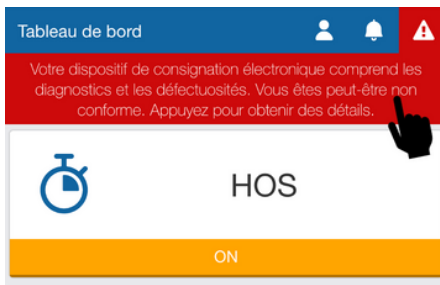 Tableau de bord
Votre dispositif de consignation électronique comprend les
diagnostics et les défectuosités. Vous êtes peut-être non
conforme. Appuyez pour obtenir des détails.
HOS
ON